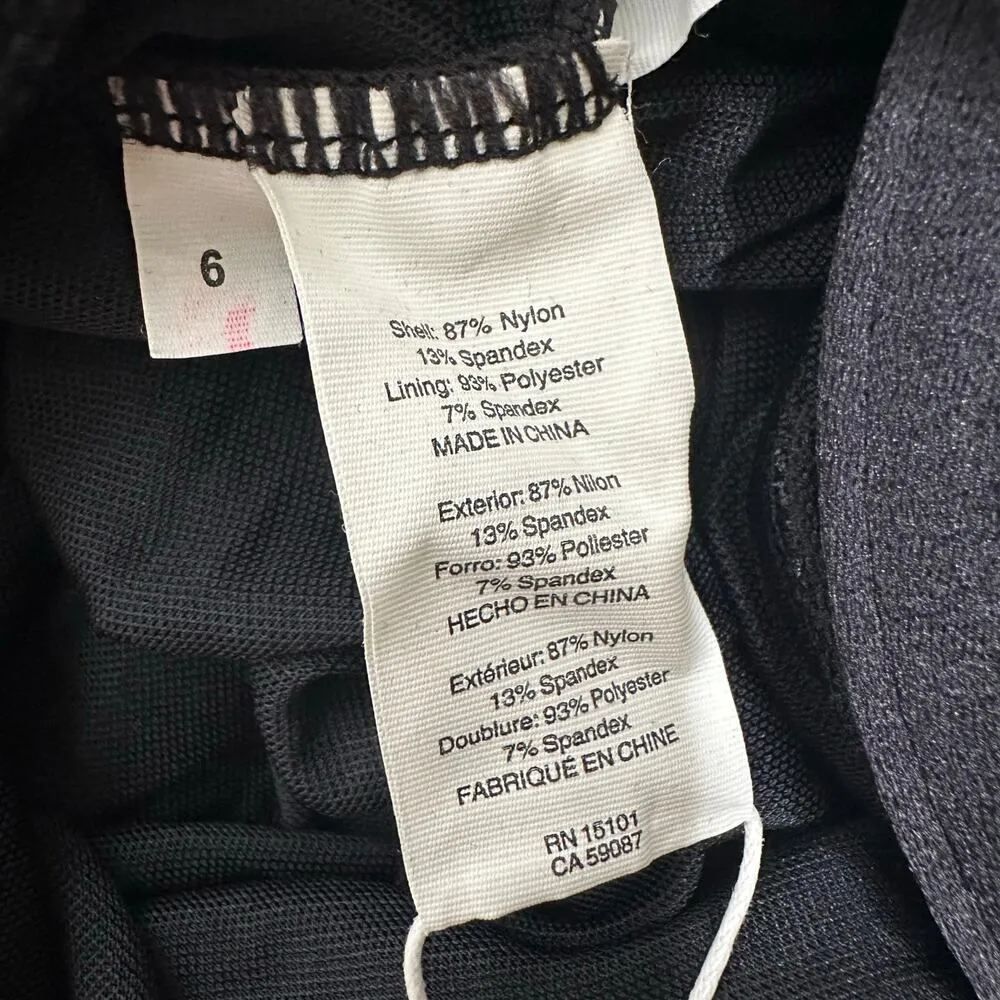 6
Shell: 87% Nylon
13% Spandex
Lining: 93% Polyester
7% Spandex
MADE IN CHINA
Exterior: 87% Nilon
13% Spandex
Forro: 93% Poliester
7% Spandex
HECHO EN CHINA
Extérieur: 87% Nylon
13% Spandex
Doublure: 93% Polyester
7% Spandex
FABRIQUÉ EN CHINE
RN 15101
CA 59087